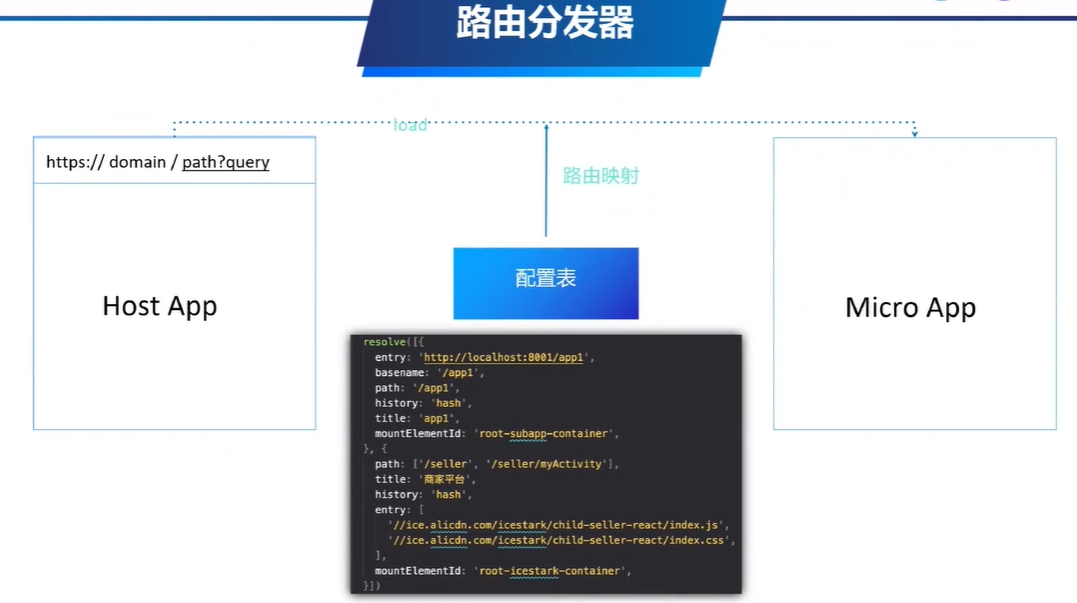 路由分发器
load
https:// domain / path?query
路由映射
配置表
Host App
Micro App
resolve([{
entry: 'http://localhost:8001/app1',
basename: '/app1',
path: '/app1',
history: 'hash',
title: 'app1',
mountElementId: 'root-subapp-container',
}, {
path: ['/seller', '/seller/myActivity'],
title: '商家平台',
history: 'hash',
entry: [
'//ice.alicdn.com/icestark/child-seller-react/index.js',
'//ice.alicdn.com/icestark/child-seller-react/index.css',
],
mountElementId: 'root-icestark-container',
}])